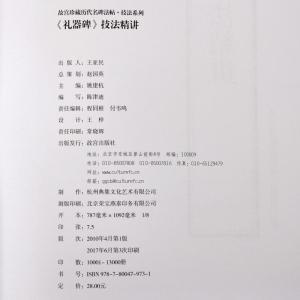 故宫珍藏历代名碑法帖·技法系列
《礼器碑》技法精讲
出 版 人 王亚民
总 策 划 赵国英
主 编 姚建杭
编 写 陈津迪
责任编辑 程同根 付韦鸣
设 计 王 梓
责任印制 常晓辉
出版发行 故宫出版社
地址:北京市东城区景山前街4号 邮编:100009
电话:010-85007808 010-85007816 传真:010-65129479
网址:www.culturefc.cn
邮箱:ggcb@culturefc.cn
制 作 杭州典集文化艺术有限公司
制版印刷 北京荣宝燕泰印务有限公司
开 本 787毫米×1092毫米 1/8
印 张 7.5
版 次 2010年4月第1版
2017年6月第3次印刷
印 数 10001-13000册
书 号 ISBN 978-7-80047-973-1
定 价 28.00元